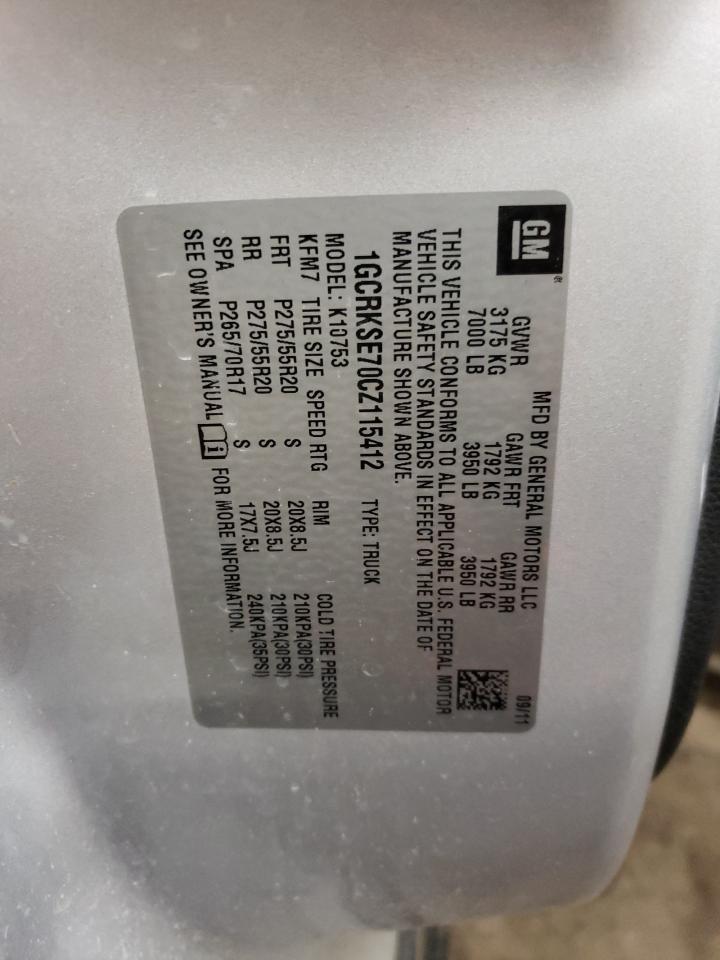 GM®
MFD BY GENERAL MOTORS LLC 09/11
GVWR GAWR FRT GAWR RR
3175 KG 1792 KG 1792 KG
7000 LB 3950 LB 3950 LB
THIS VEHICLE CONFORMS TO ALL APPLICABLE U.S. FEDERAL MOTOR
VEHICLE SAFETY STANDARDS IN EFFECT ON THE DATE OF
MANUFACTURE SHOWN ABOVE.
1GCRKSE70CZ115412 TYPE: TRUCK
MODEL: K10753
KFM7 TIRE SIZE SPEED RTG RIM COLD TIRE PRESSURE
FRT P275/55R20 S 20X8.5J 210KPA(30PSI)
RR P275/55R20 S 20X8.5J 210KPA(30PSI)
SPA P265/70R17 S 17X7.5J 240KPA(35PSI)
SEE OWNER'S MANUAL i FOR MORE INFORMATION.